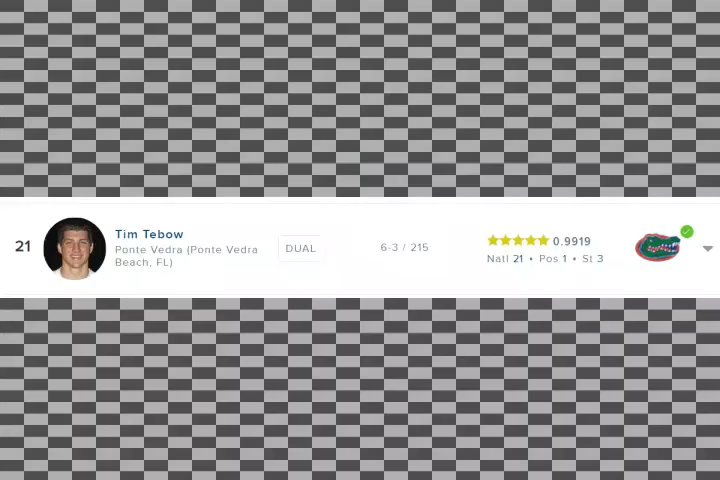 21
Tim Tebow
Ponte Vedra (Ponte Vedra
Beach, FL)
DUAL
6-3 / 215
0.9919
Natl 21 • Pos 1 • St 3